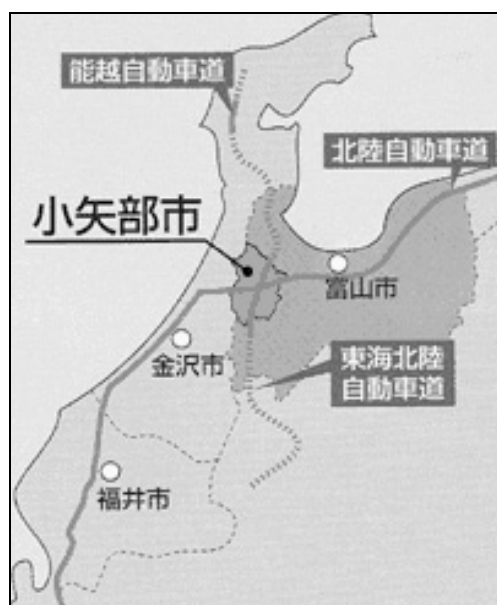 能越自動車道
北陸自動車道
小矢部市
富山市
金沢市
東海北陸
自動車道
福井市